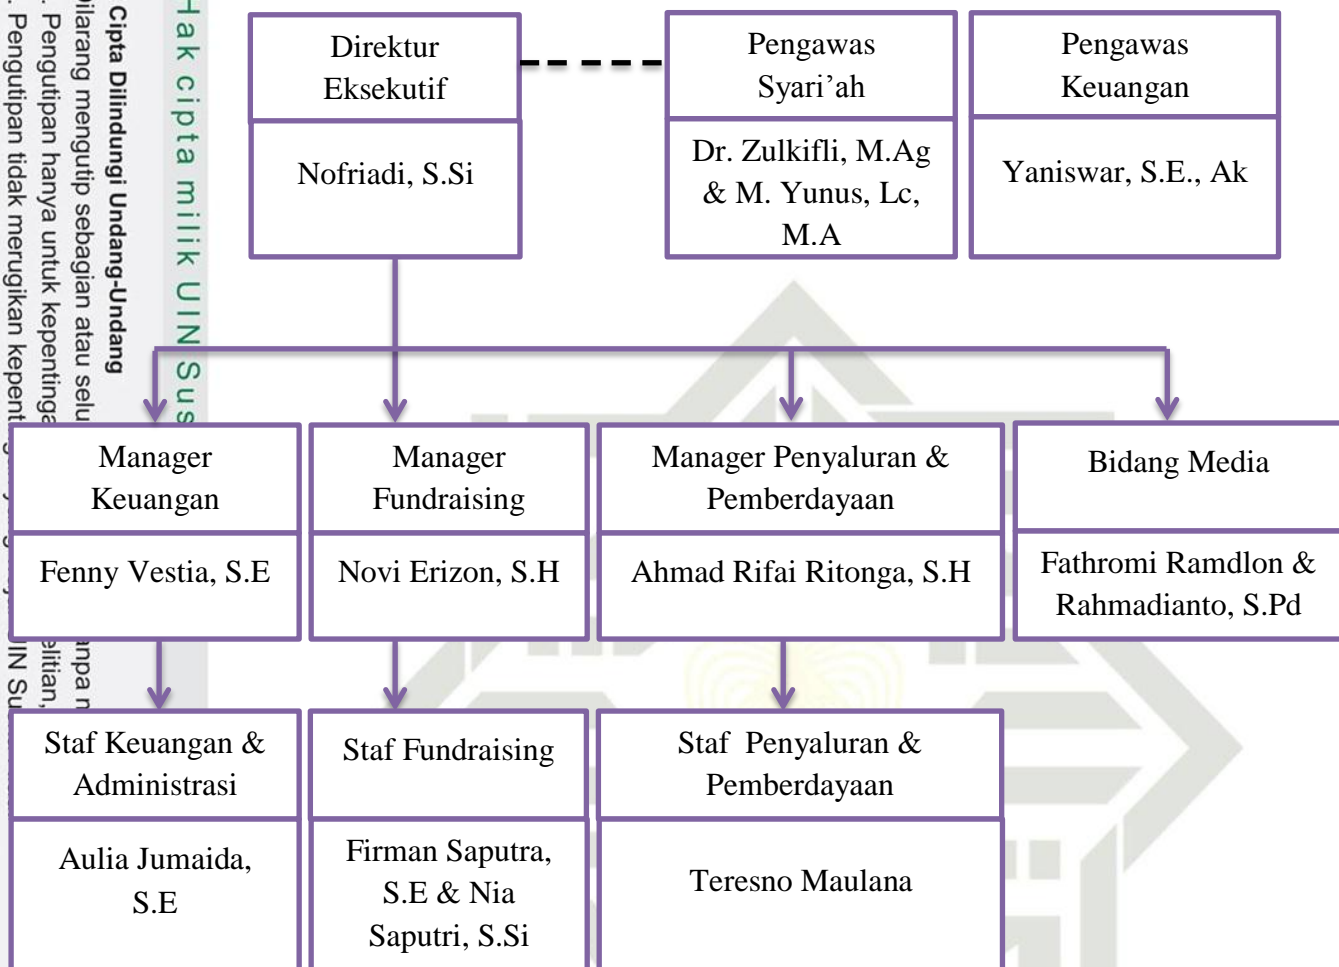 Hak cipta milik UIN Sus
Cipta Dilindungi Undang-Undang
Dilarang mengutip sebagian atau selu
. Pengutipan hanya untuk kepentinga
. Pengutipan tidak merugikan kepent
elitian,
UIN Su
Direktur
Eksekutif
Nofriadi, S.Si
Pengawas
Syari’ah
Dr. Zulkifli, M.Ag
& M. Yunus, Lc,
M.A
Pengawas
Keuangan
Yaniswar, S.E., Ak
Manager
Keuangan
Fenny Vestia, S.E
Manager
Fundraising
Novi Erizon, S.H
Manager Penyaluran &
Pemberdayaan
Ahmad Rifai Ritonga, S.H
Bidang Media
Fathromi Ramdlon &
Rahmadianto, S.Pd
Staf Keuangan &
Administrasi
Aulia Jumaida,
S.E
Staf Fundraising
Firman Saputra,
S.E & Nia
Saputri, S.Si
Staf Penyaluran &
Pemberdayaan
Teresno Maulana